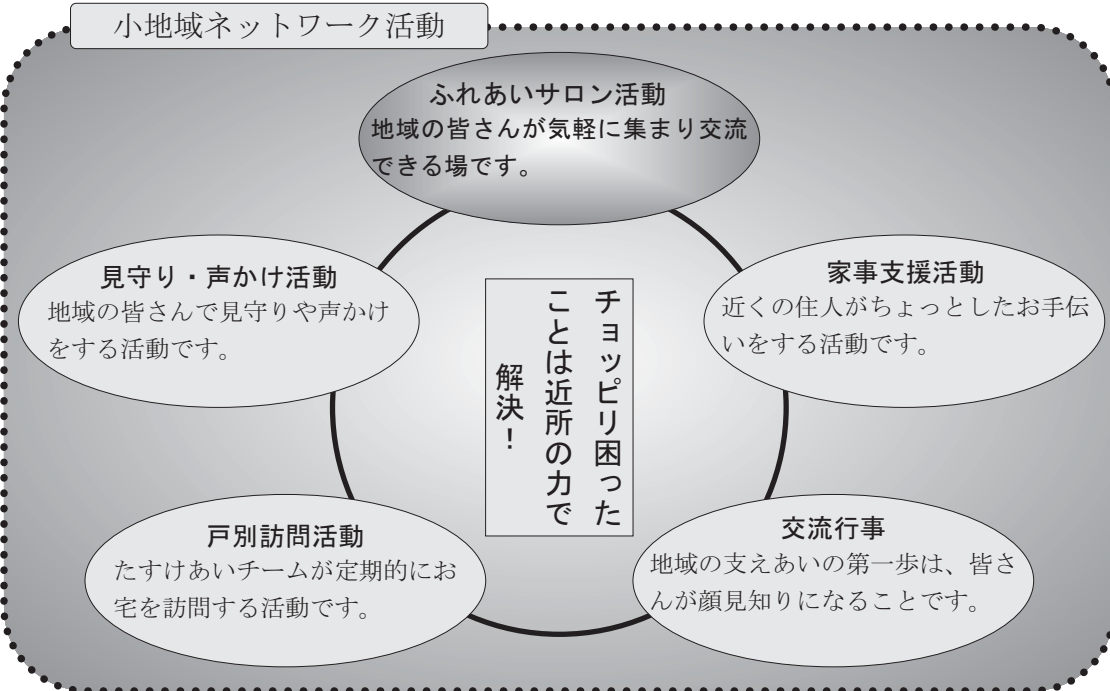 小地域ネットワーク活動
ふれあいサロン活動
地域の皆さんが気軽に集まり交流
できる場です。
見守り・声かけ活動
地域の皆さんで見守りや声かけ
をする活動です。
家事支援活動
近くの住人がちょっとしたお手伝
いをする活動です。
チョッピリ困った
ことは近所の力で
解決！
戸別訪問活動
たすけあいチームが定期的にお
宅を訪問する活動です。
交流行事
地域の支えあいの第一歩は、皆さ
んが顔見知りになることです。